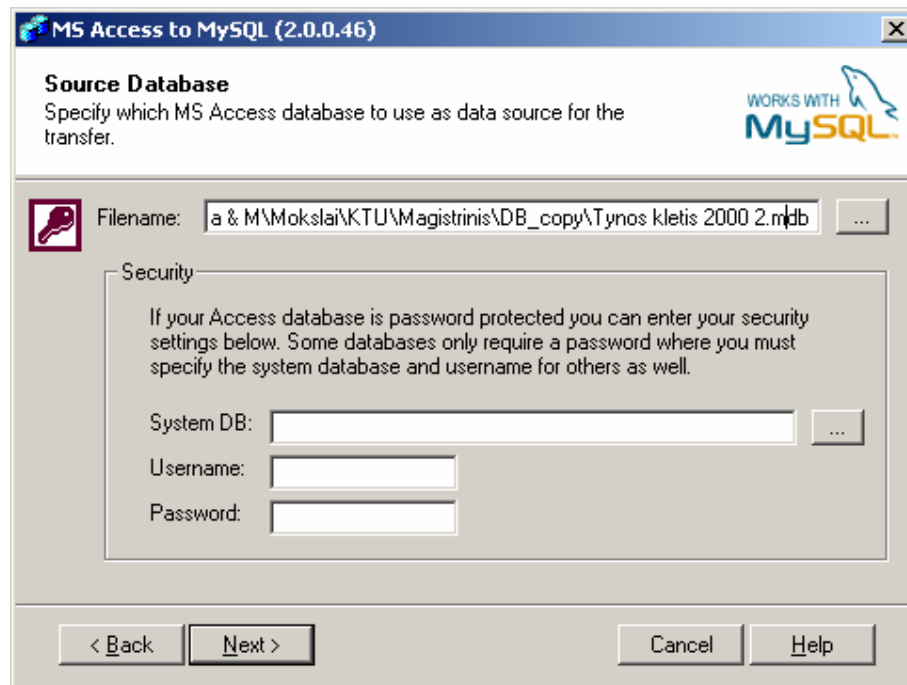 MS Access to MySQL (2.0.0.46)
Source Database
Specify which MS Access database to use as data source for the
transfer.
WORKS WITH
MySQL
Filename: a & M\Mokslai\KTU\Magistrinis\DB_copy\Tynos kletis 2000 2.mdb ...
Security
If your Access database is password protected you can enter your security
settings below. Some databases only require a password where you must
specify the system database and username for others as well.
System DB: ...
Username:
Password:
< Back Next > Cancel Help